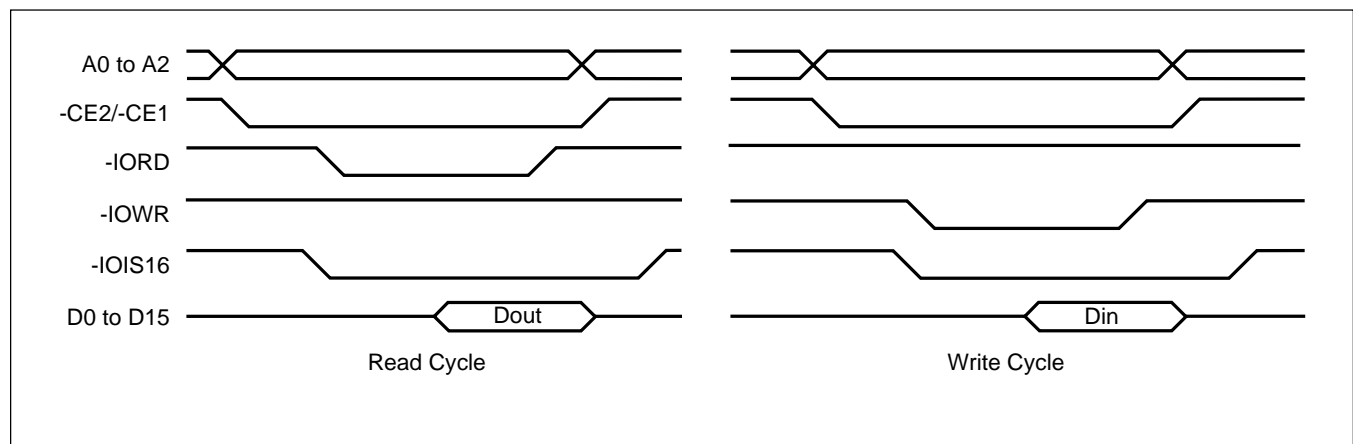 A0 to A2
-CE2/-CE1
-IORD
-IOWR
-IOIS16
D0 to D15
Dout
Din
Read Cycle
Write Cycle